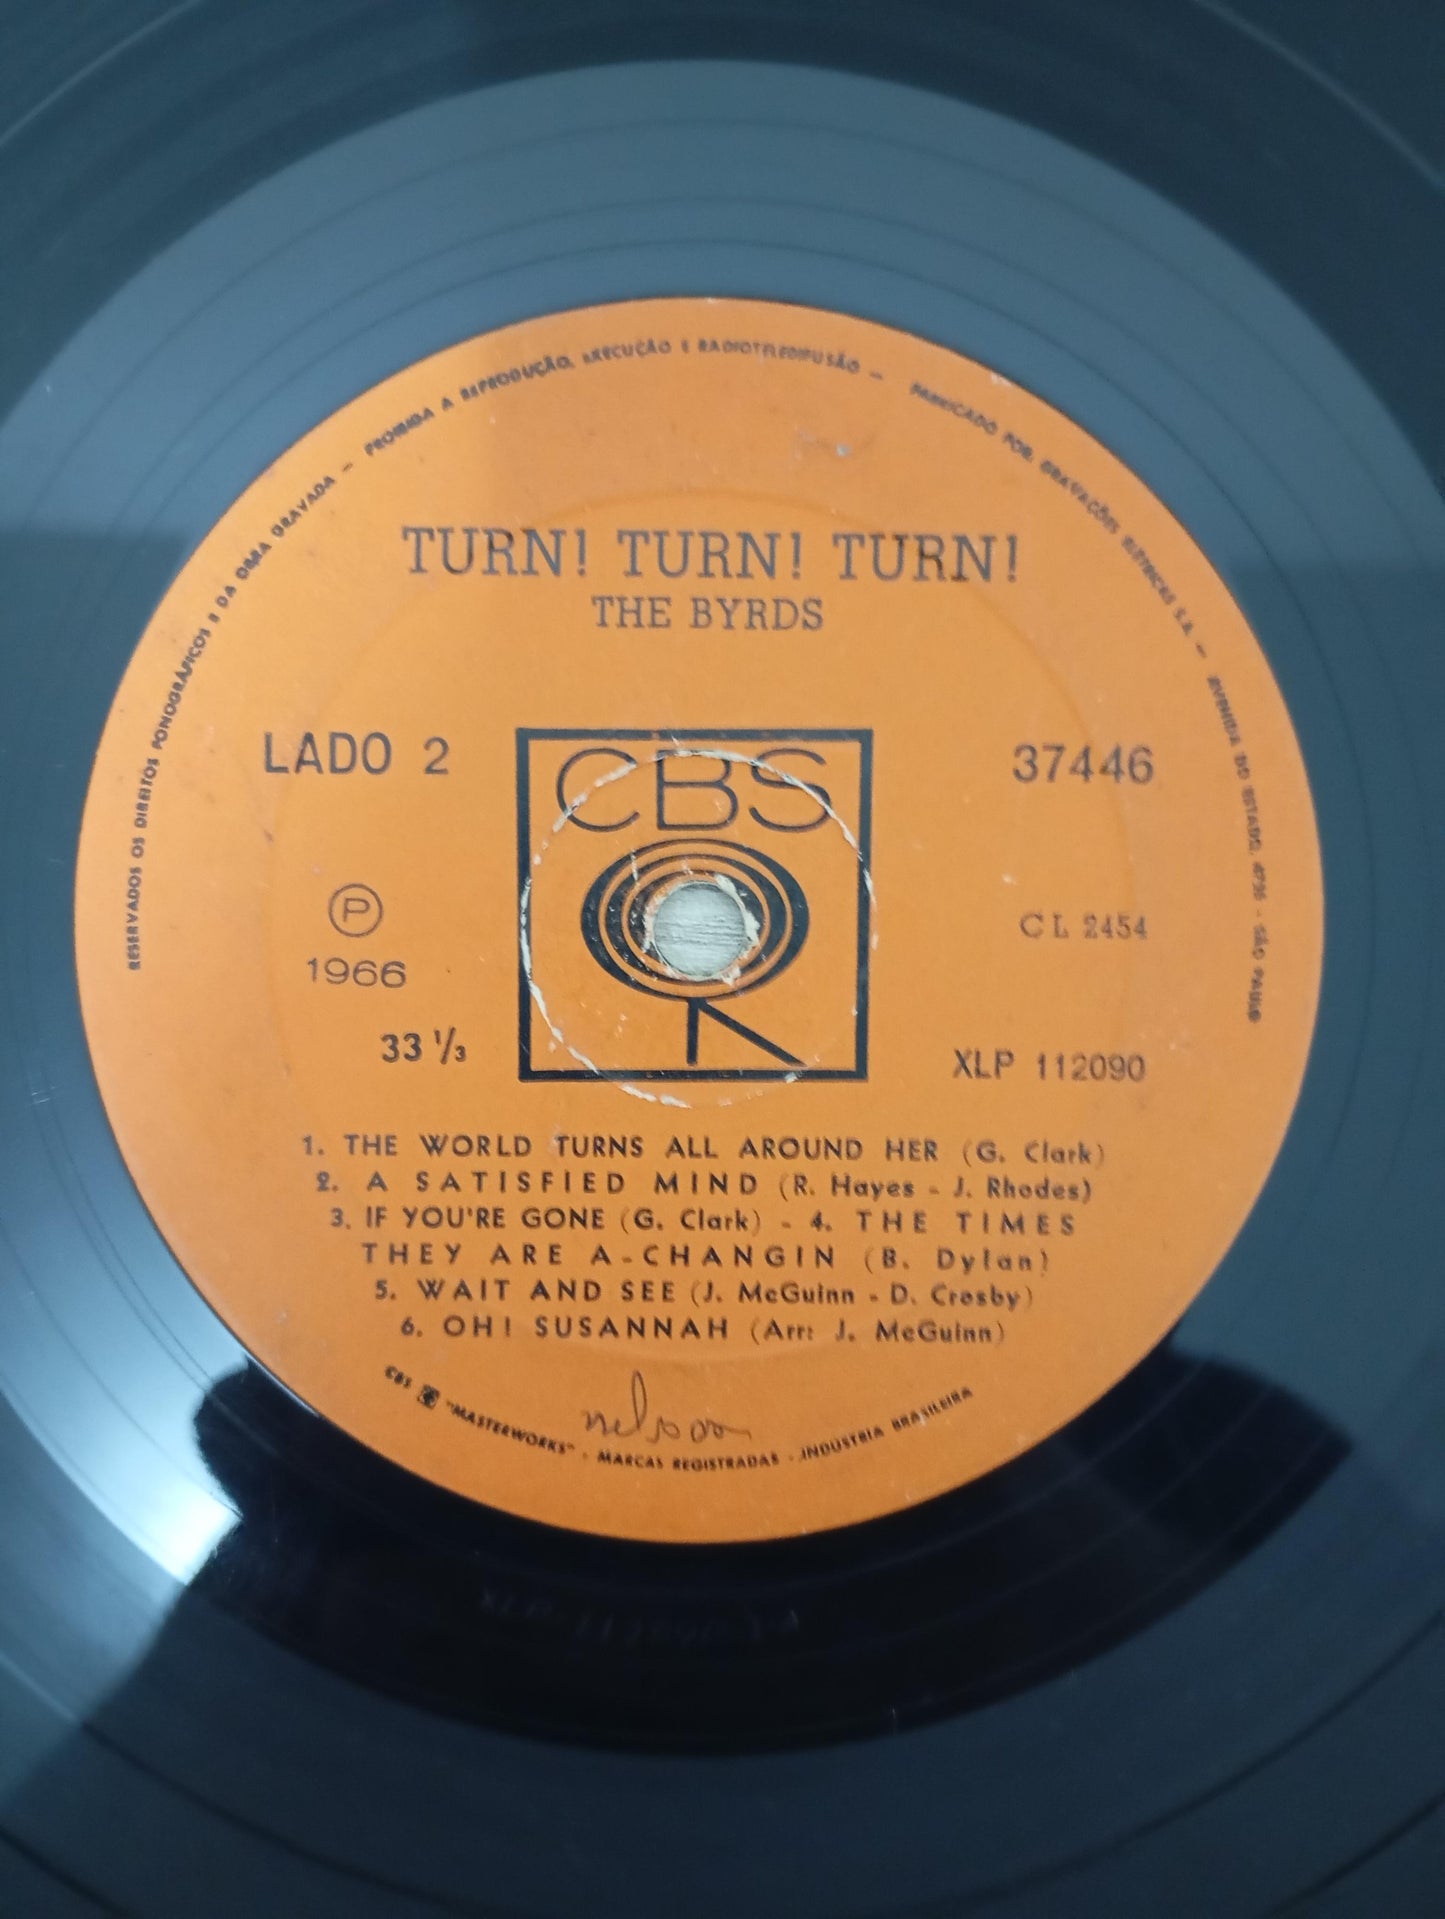 RESERVADOS OS DIREITOS FONOGRÁFICOS E DA OBRA GRAVADA — PROIBIDA A REPRODUÇÃO, EXECUÇÃO E RADIOTELEDIFUSÃO — FABRICADO POR: GRAVAÇÕES ELÉTRICAS S.A. — AVENIDA DO ESTADO, 4755 - SÃO PAULO
TURN! TURN! TURN!
THE BYRDS
LADO 2
CBS
37446
P
1966
CL 2454
33 1/3
XLP 112090
1. THE WORLD TURNS ALL AROUND HER (G. Clark)
2. A SATISFIED MIND (R. Hayes - J. Rhodes)
3. IF YOU'RE GONE (G. Clark) - 4. THE TIMES
THEY ARE A-CHANGIN (B. Dylan)
5. WAIT AND SEE (J. McGuinn - D. Crosby)
6. OH! SUSANNAH (Arr: J. McGuinn)
nelson
CBS "MASTERWORKS" - MARCAS REGISTRADAS - INDÚSTRIA BRASILEIRA